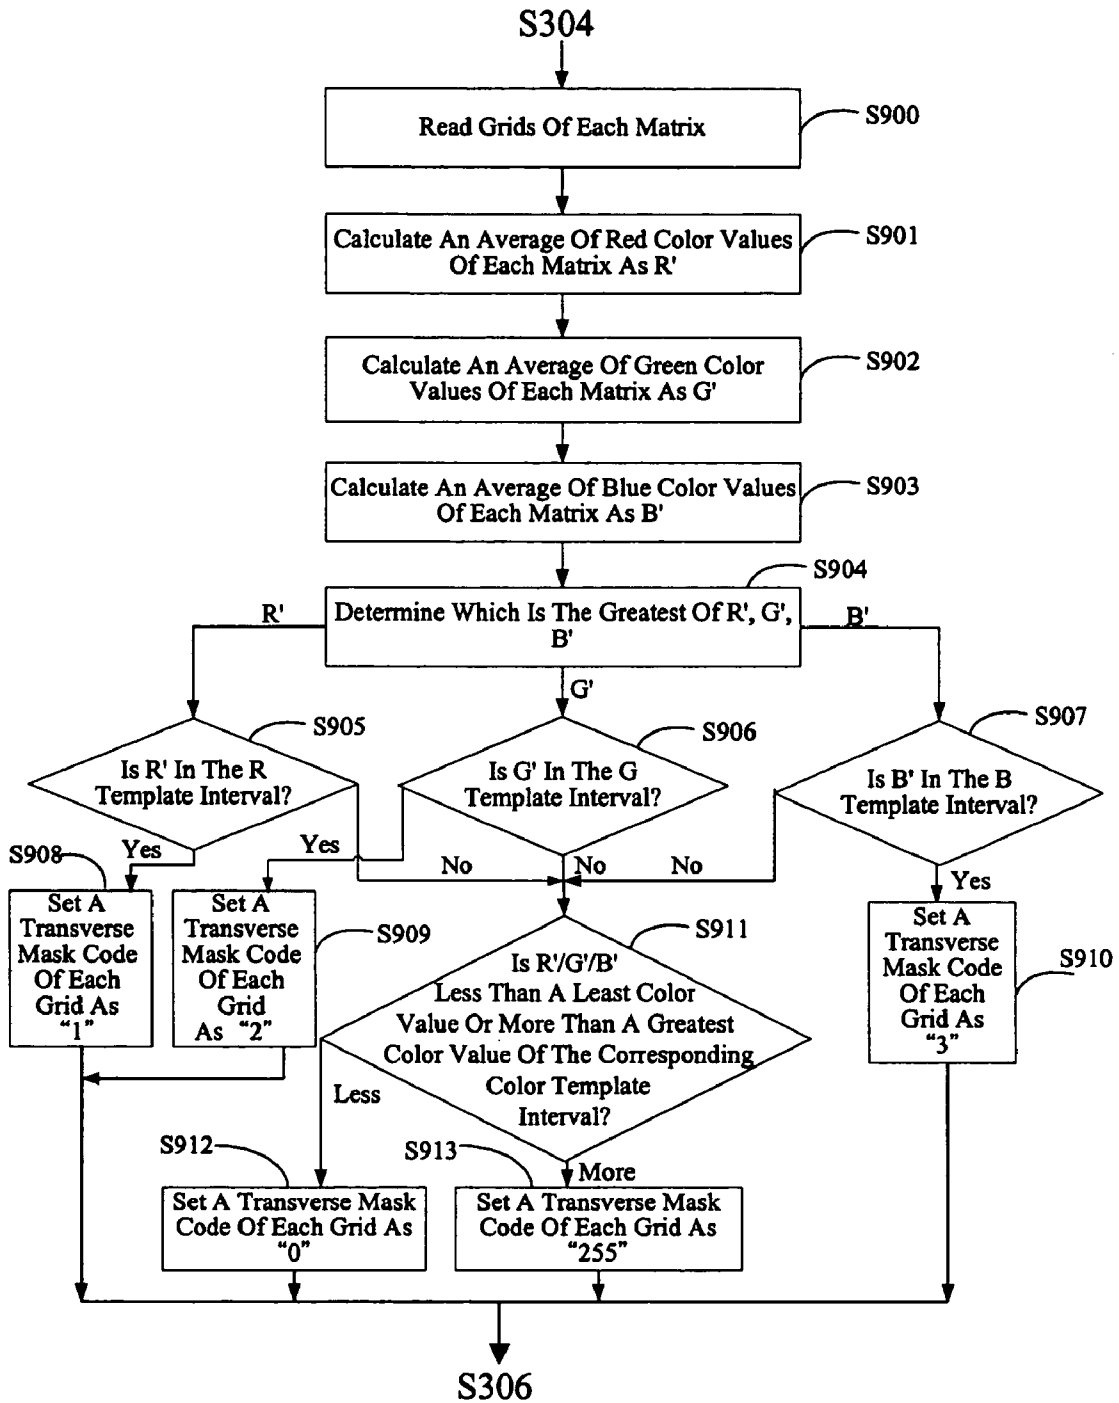 S304
Read Grids Of Each Matrix
S900
Calculate An Average Of Red Color Values
Of Each Matrix As R'
S901
Calculate An Average Of Green Color
Values Of Each Matrix As G'
S902
Calculate An Average Of Blue Color Values
Of Each Matrix As B'
S903
S904
Determine Which Is The Greatest Of R', G',
B'
R'
G'
B'
S905
Is R' In The R
Template Interval?
S906
Is G' In The G
Template Interval?
S907
Is B' In The B
Template Interval?
Yes
Yes
No
No
No
Yes
S908
Set A
Transverse
Mask Code
Of Each
Grid As
“1”
S909
Set A
Transverse
Mask Code
Of Each
Grid
As “2”
S911
Is R'/G'/B'
Less Than A Least Color
Value Or More Than A Greatest
Color Value Of The Corresponding
Color Template
Interval?
S910
Set A
Transverse
Mask Code
Of Each
Grid As
“3”
Less
More
S912
Set A Transverse Mask
Code Of Each Grid As
“0”
S913
Set A Transverse Mask
Code Of Each Grid As
“255”
S306